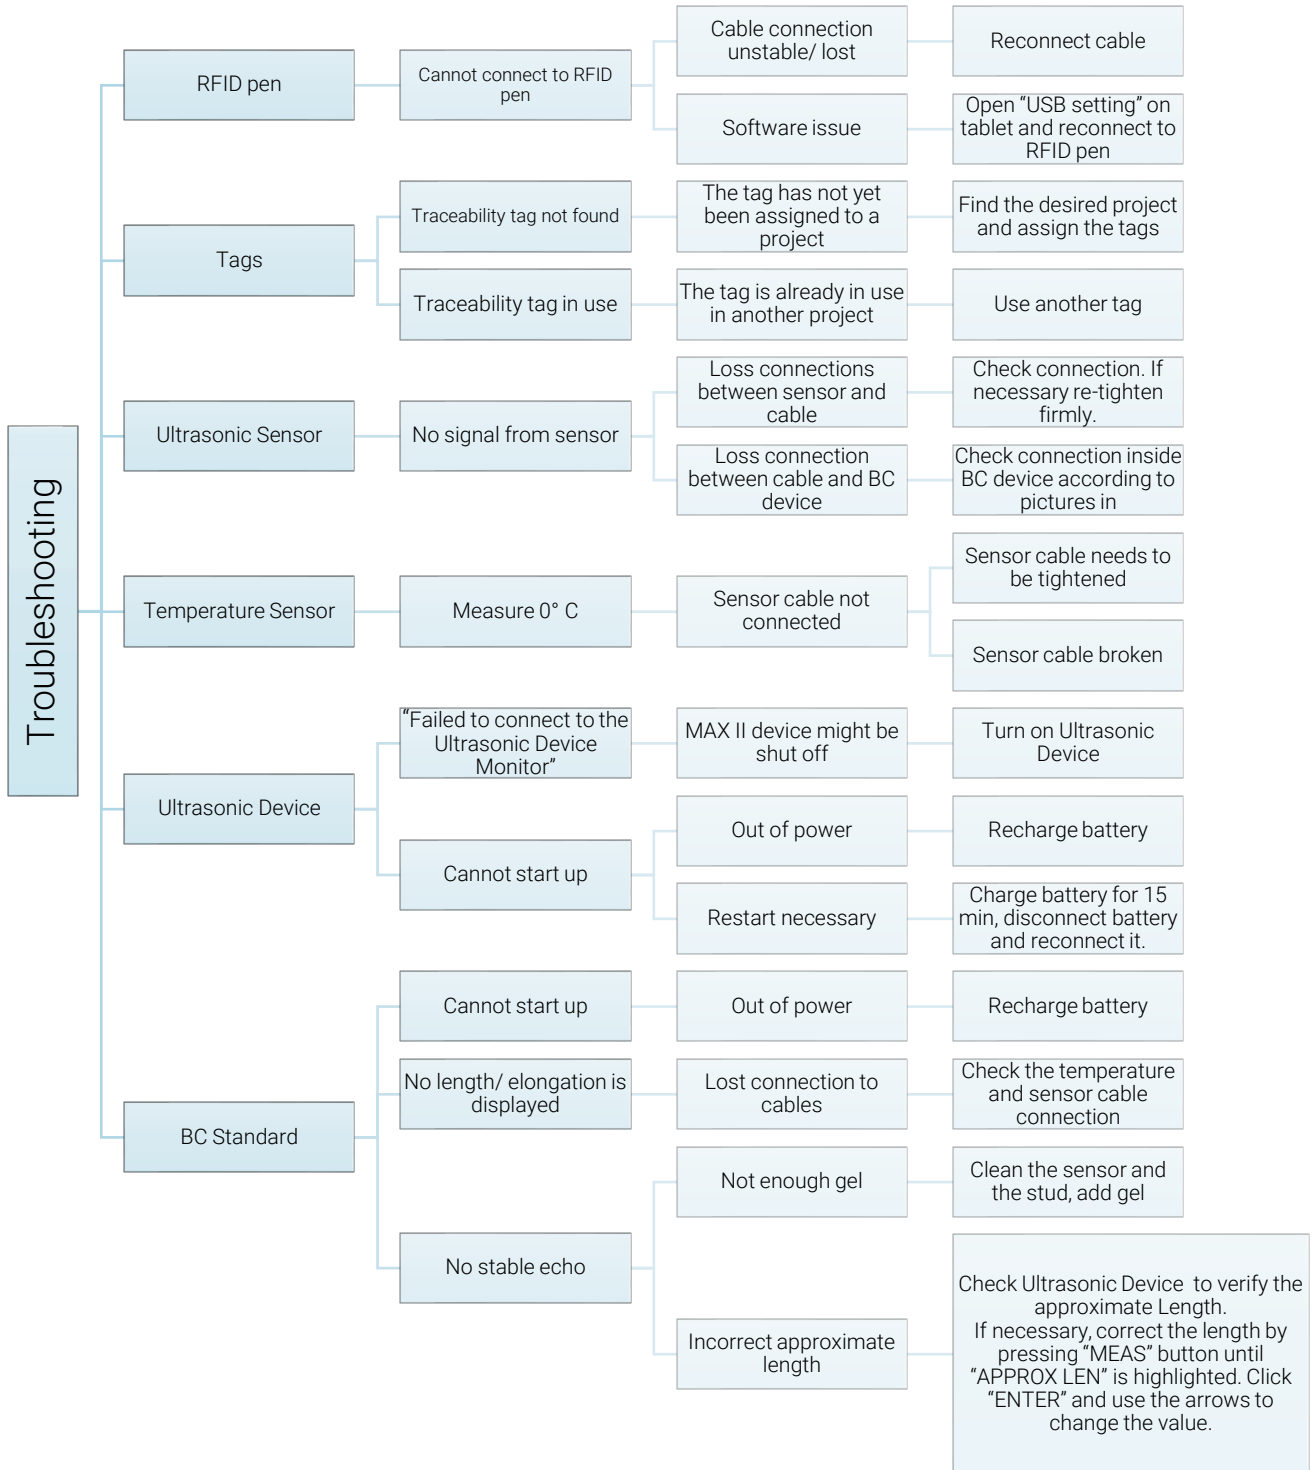 Troubleshooting
RFID pen
Cannot connect to RFID
pen
Cable connection
unstable/ lost
Reconnect cable
Software issue
Open “USB setting” on
tablet and reconnect to
RFID pen
Tags
Traceability tag not found
The tag has not yet
been assigned to a
project
Find the desired project
and assign the tags
Traceability tag in use
The tag is already in use
in another project
Use another tag
Ultrasonic Sensor
No signal from sensor
Loss connections
between sensor and
cable
Check connection. If
necessary re-tighten
firmly.
Loss connection
between cable and BC
device
Check connection inside
BC device according to
pictures in
Temperature Sensor
Measure 0° C
Sensor cable not
connected
Sensor cable needs to
be tightened
Sensor cable broken
Ultrasonic Device
“Failed to connect to the
Ultrasonic Device
Monitor”
MAX II device might be
shut off
Turn on Ultrasonic
Device
Cannot start up
Out of power
Recharge battery
Restart necessary
Charge battery for 15
min, disconnect battery
and reconnect it.
BC Standard
Cannot start up
Out of power
Recharge battery
No length/ elongation is
displayed
Lost connection to
cables
Check the temperature
and sensor cable
connection
No stable echo
Not enough gel
Clean the sensor and
the stud, add gel
Incorrect approximate
length
Check Ultrasonic Device  to verify the
approximate Length.
If necessary, correct the length by
pressing “MEAS” button until
“APPROX LEN” is highlighted. Click
“ENTER” and use the arrows to
change the value.